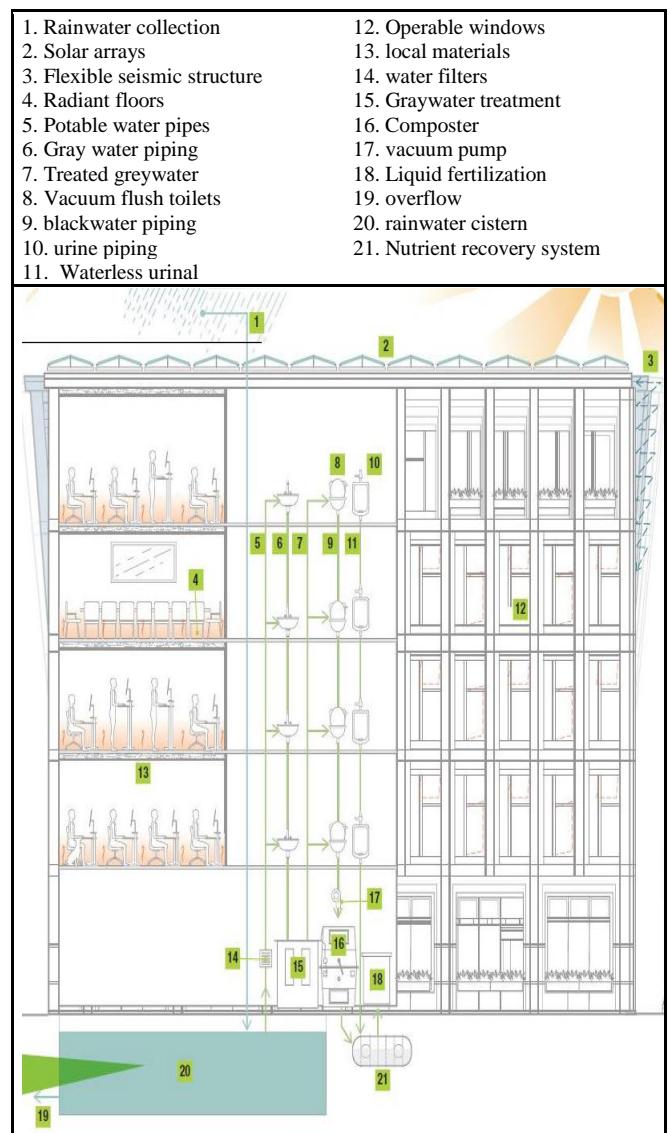 1. Rainwater collection
2. Solar arrays
3. Flexible seismic structure
4. Radiant floors
5. Potable water pipes
6. Gray water piping
7. Treated greywater
8. Vacuum flush toilets
9. blackwater piping
10. urine piping
11. Waterless urinal
12. Operable windows
13. local materials
14. water filters
15. Graywater treatment
16. Composter
17. vacuum pump
18. Liquid fertilization
19. overflow
20. rainwater cistern
21. Nutrient recovery system
1
2
3
8 10
5 6 7 9 11
4
12
13
17
16
14 15
18
20
21
19